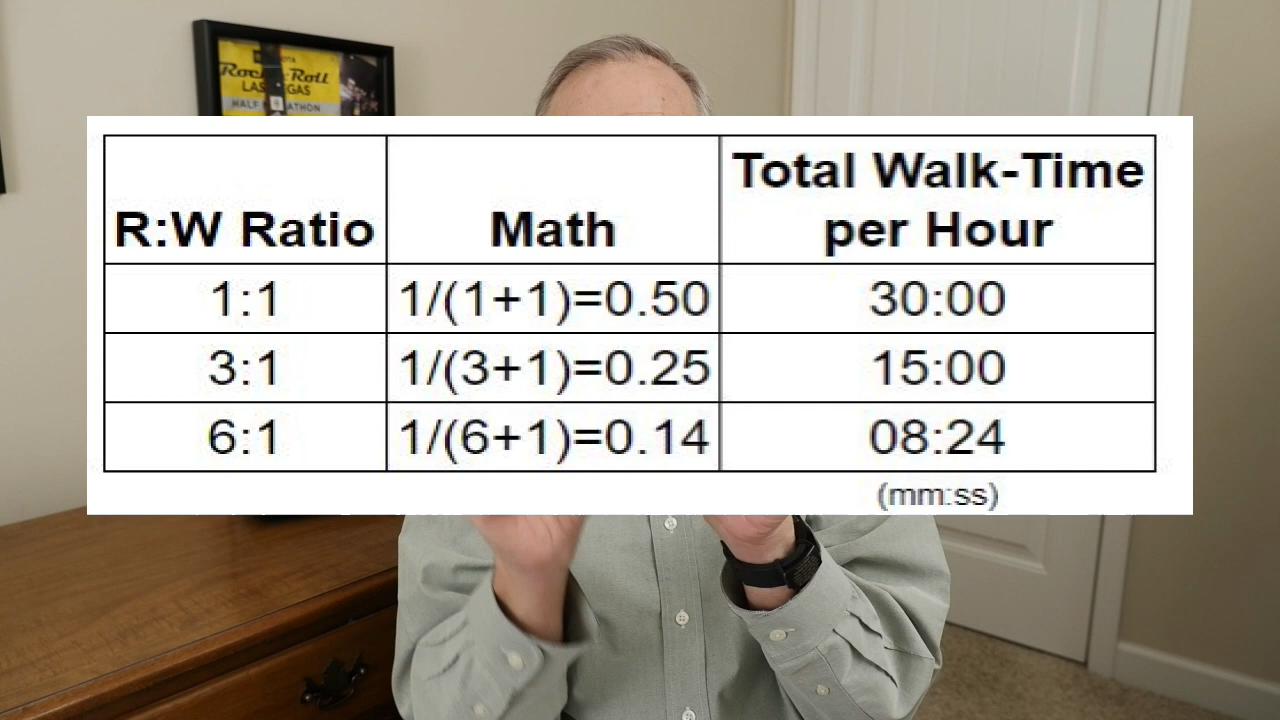 Rock Roll
LAS
HALF
R:W Ratio Math Total Walk-Time per Hour
1:1 1/(1+1)=0.50 30:00
3:1 1/(3+1)=0.25 15:00
6:1 1/(6+1)=0.14 08:24
(mm:ss)